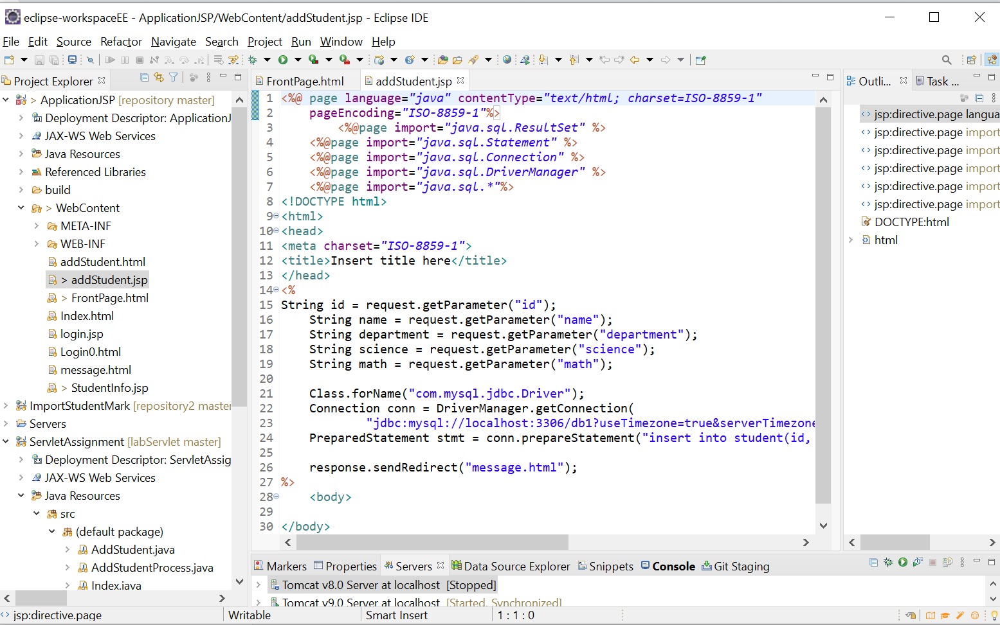 eclipse-workspaceEE - ApplicationJSP/WebContent/addStudent.jsp - Eclipse IDE
File Edit Source Refactor Navigate Search Project Run Window Help
Project Explorer
> ApplicationJSP [repository master]
Deployment Descriptor: ApplicationJ
JAX-WS Web Services
Java Resources
Referenced Libraries
build
> WebContent
META-INF
WEB-INF
addStudent.html
> addStudent.jsp
> FrontPage.html
Index.html
login.jsp
Login0.html
message.html
> StudentInfo.jsp
ImportStudentMark [repository2 master
Servers
ServletAssignment [labServlet master]
Deployment Descriptor: ServletAssig
JAX-WS Web Services
Java Resources
src
(default package)
AddStudent.java
AddStudentProcess.java
Index.java
FrontPage.html addStudent.jsp
1 <%@ page language="java" contentType="text/html; charset=ISO-8859-1"
2     pageEncoding="ISO-8859-1"%>
3         <%@page import="java.sql.ResultSet" %>
4     <%@page import="java.sql.Statement" %>
5     <%@page import="java.sql.Connection" %>
6     <%@page import="java.sql.DriverManager" %>
7     <%@page import="java.sql.*"%>
8 <!DOCTYPE html>
9 <html>
10 <head>
11 <meta charset="ISO-8859-1">
12 <title>Insert title here</title>
13 </head>
14 <%
15 String id = request.getParameter("id");
16     String name = request.getParameter("name");
17     String department = request.getParameter("department");
18     String science = request.getParameter("science");
19     String math = request.getParameter("math");
20
21     Class.forName("com.mysql.jdbc.Driver");
22     Connection conn = DriverManager.getConnection(
23             "jdbc:mysql://localhost:3306/db1?useTimezone=true&serverTimezone
24     PreparedStatement stmt = conn.prepareStatement("insert into student(id,
25
26     response.sendRedirect("message.html");
27 %>
28     <body>
29
30 </body>
Outli... Task ...
jsp:directive.page langua
jsp:directive.page import
jsp:directive.page import
jsp:directive.page import
jsp:directive.page import
jsp:directive.page import
DOCTYPE:html
html
Markers Properties Servers Data Source Explorer Snippets Console Git Staging
Tomcat v8.0 Server at localhost [Stopped]
Tomcat v9.0 Server at localhost [Started, Synchronized]
jsp:directive.page Writable Smart Insert 1 : 1 : 0